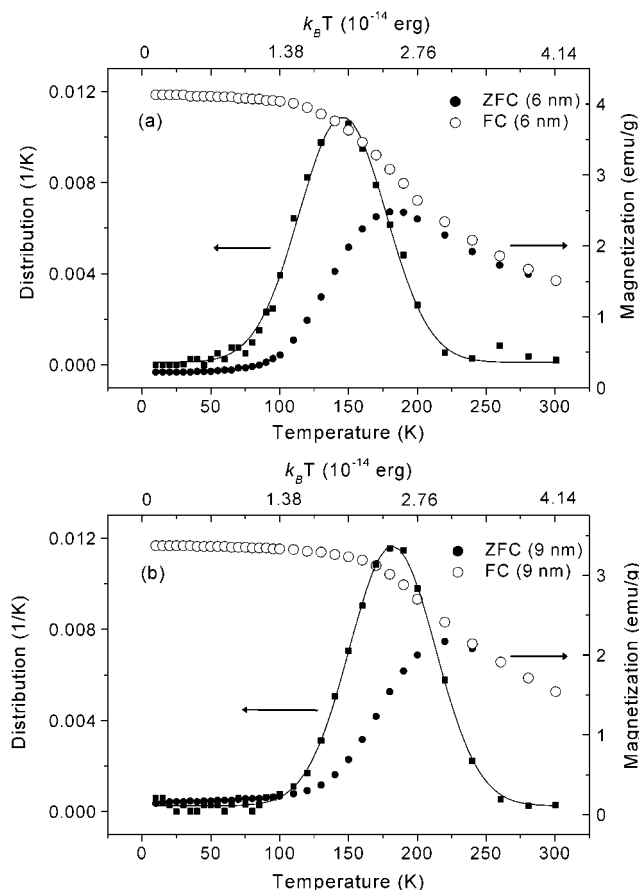 k_B T (10^-14 erg)
0 1.38 2.76 4.14
0.012
0.008
0.004
0.000
Distribution (1/K)
(a)
ZFC (6 nm)
FC (6 nm)
4
3
2
1
0
Magnetization (emu/g)
0 50 100 150 200 250 300
Temperature (K)
k_B T (10^-14 erg)
0 1.38 2.76 4.14
0.012
0.008
0.004
0.000
Distribution (1/K)
(b)
ZFC (9 nm)
FC (9 nm)
3
2
1
0
Magnetization (emu/g)
0 50 100 150 200 250 300
Temperature (K)